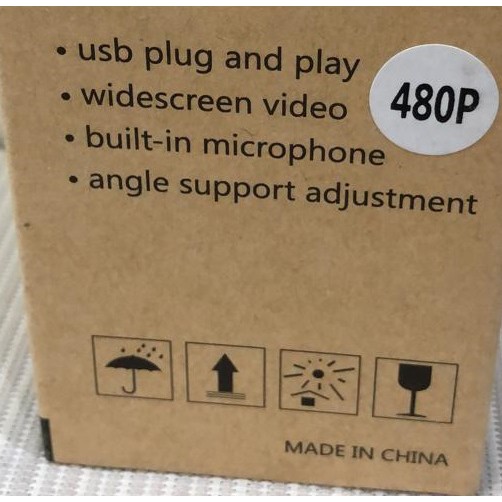 • usb plug and play
480P
• widescreen video
• built-in microphone
• angle support adjustment
MADE IN CHINA